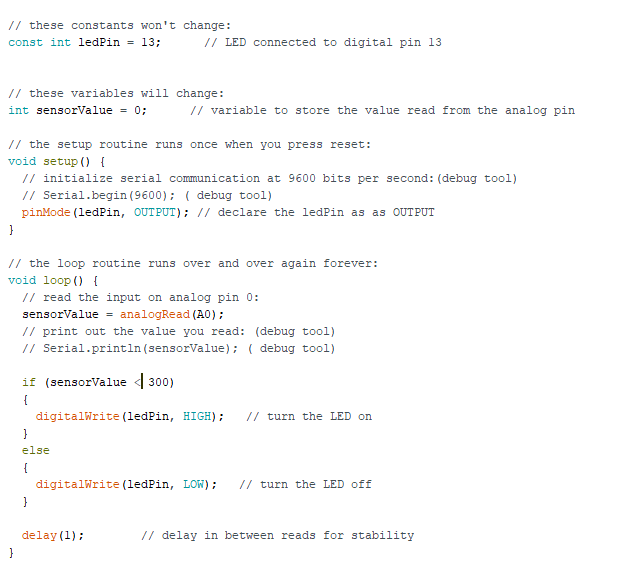 // these constants won't change:
const int ledPin = 13;      // LED connected to digital pin 13
// these variables will change:
int sensorValue = 0;      // variable to store the value read from the analog pin
// the setup routine runs once when you press reset:
void setup() {
  // initialize serial communication at 9600 bits per second:(debug tool)
  // Serial.begin(9600); ( debug tool)
  pinMode(ledPin, OUTPUT); // declare the ledPin as as OUTPUT
}
// the loop routine runs over and over again forever:
void loop() {
  // read the input on analog pin 0:
  sensorValue = analogRead(A0);
  // print out the value you read: (debug tool)
  // Serial.println(sensorValue); ( debug tool)
  if (sensorValue < 300)
  {
    digitalWrite(ledPin, HIGH);   // turn the LED on
  }
  else
  {
    digitalWrite(ledPin, LOW);   // turn the LED off
  }
  delay(1);        // delay in between reads for stability
}